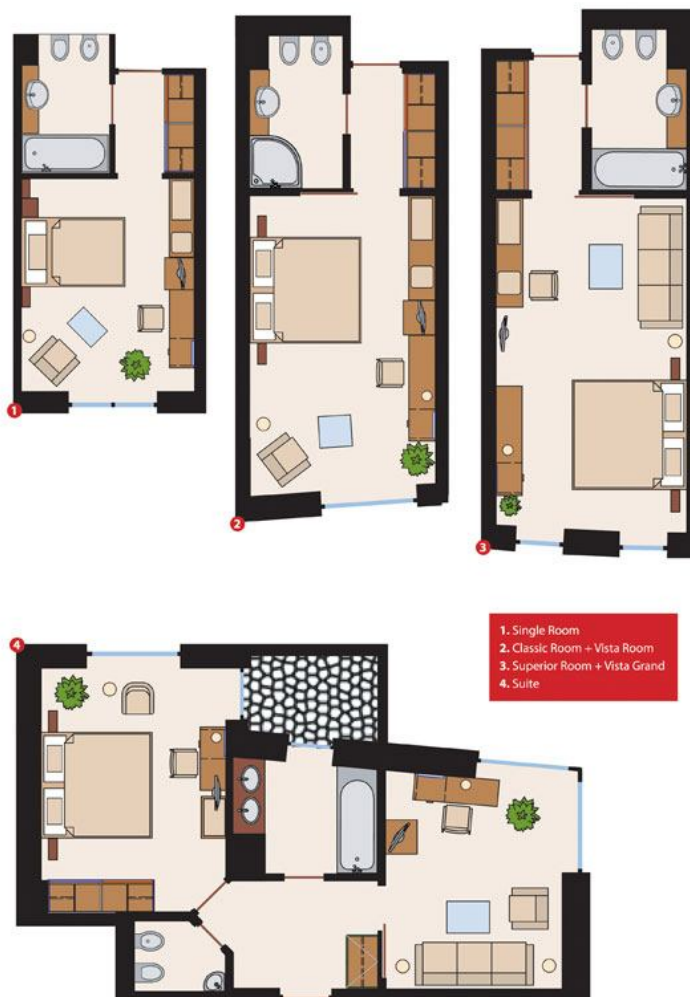 1
2
3
4
1. Single Room
2. Classic Room + Vista Room
3. Superior Room + Vista Grand
4. Suite